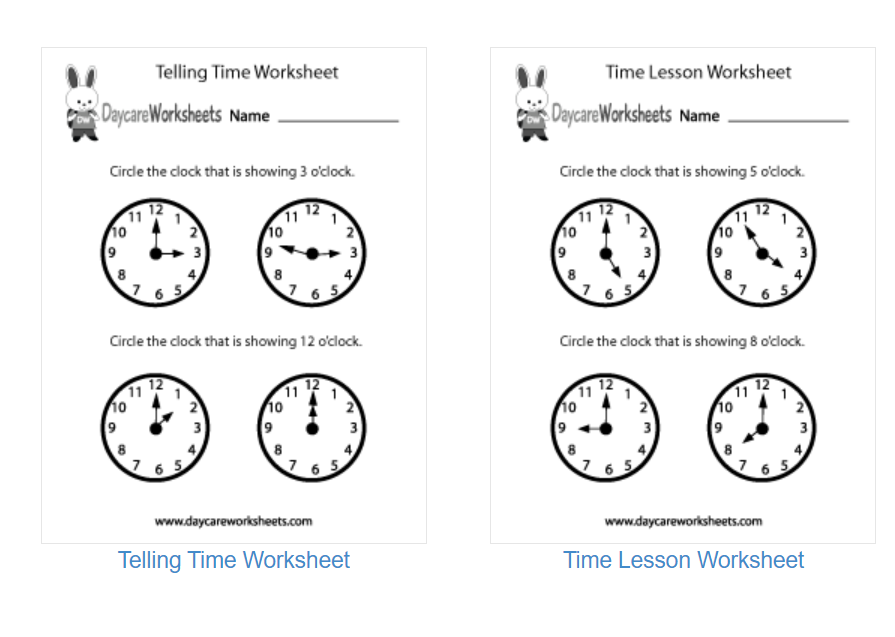 Telling Time Worksheet
DW
DaycareWorksheets Name
Circle the clock that is showing 3 o'clock.
12 1 2 3 4 5 6 7 8 9 10 11
12 1 2 3 4 5 6 7 8 9 10 11
Circle the clock that is showing 12 o'clock.
12 1 2 3 4 5 6 7 8 9 10 11
12 1 2 3 4 5 6 7 8 9 10 11
www.daycareworksheets.com
Telling Time Worksheet
Time Lesson Worksheet
DW
DaycareWorksheets Name
Circle the clock that is showing 5 o'clock.
12 1 2 3 4 5 6 7 8 9 10 11
12 1 2 3 4 5 6 7 8 9 10 11
Circle the clock that is showing 8 o'clock.
12 1 2 3 4 5 6 7 8 9 10 11
12 1 2 3 4 5 6 7 8 9 10 11
www.daycareworksheets.com
Time Lesson Worksheet